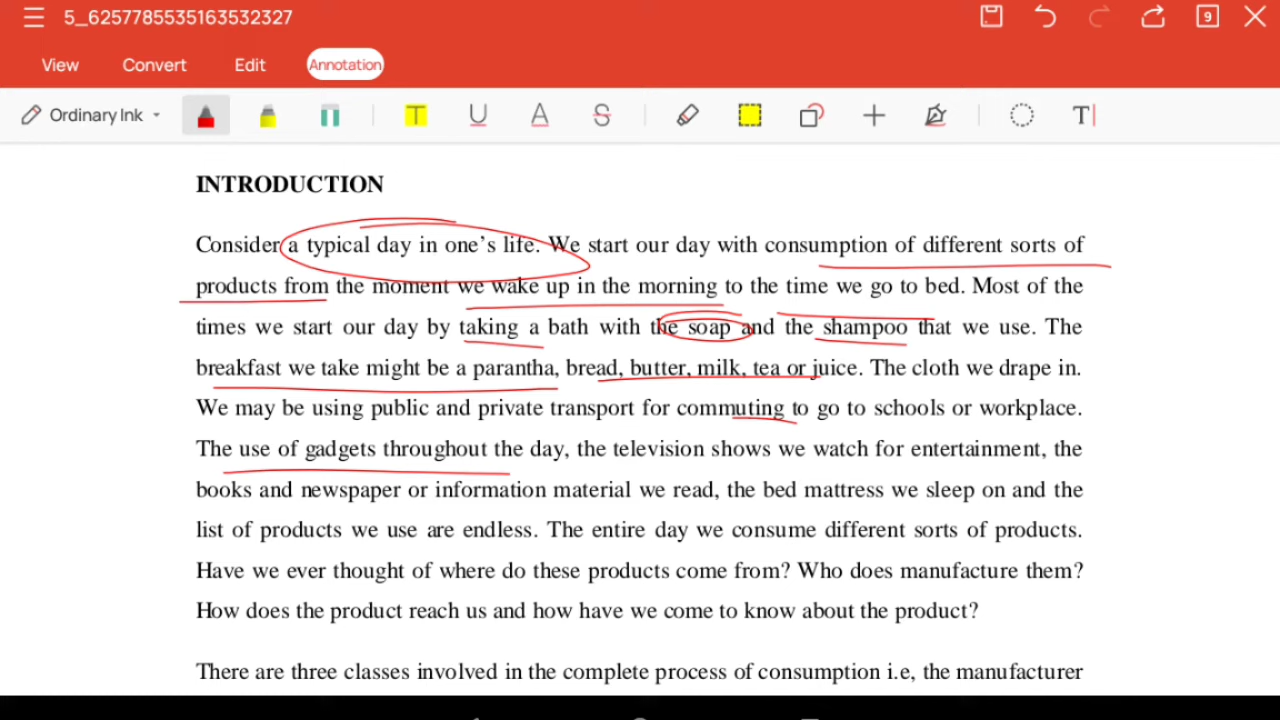 5_6257785535163532327
9
View Convert Edit Annotation
Ordinary Ink T U A S T
INTRODUCTION
Consider a typical day in one's life. We start our day with consumption of different sorts of
products from the moment we wake up in the morning to the time we go to bed. Most of the
times we start our day by taking a bath with the soap and the shampoo that we use. The
breakfast we take might be a parantha, bread, butter, milk, tea or juice. The cloth we drape in.
We may be using public and private transport for commuting to go to schools or workplace.
The use of gadgets throughout the day, the television shows we watch for entertainment, the
books and newspaper or information material we read, the bed mattress we sleep on and the
list of products we use are endless. The entire day we consume different sorts of products.
Have we ever thought of where do these products come from? Who does manufacture them?
How does the product reach us and how have we come to know about the product?
There are three classes involved in the complete process of consumption i.e, the manufacturer